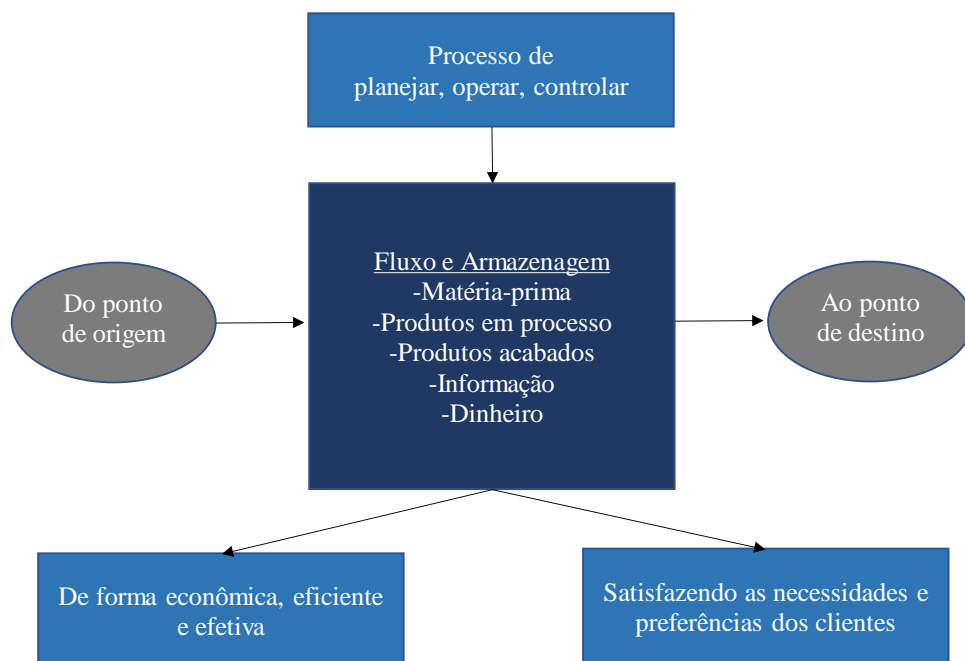 Processo de
planejar, operar, controlar
Do ponto
de origem
Fluxo e Armazenagem
-Matéria-prima
-Produtos em processo
-Produtos acabados
-Informação
-Dinheiro
Ao ponto
de destino
De forma econômica, eficiente
e efetiva
Satisfazendo as necessidades e
preferências dos clientes